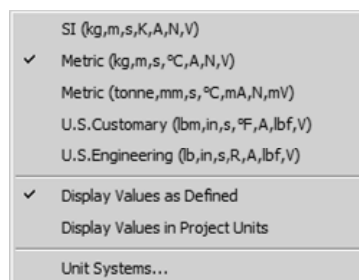 SI (kg,m,s,K,A,N,V)
Metric (kg,m,s,°C,A,N,V)
Metric (tonne,mm,s,°C,mA,N,mV)
U.S.Customary (lbm,in,s,°F,A,lbf,V)
U.S.Engineering (lb,in,s,R,A,lbf,V)
Display Values as Defined
Display Values in Project Units
Unit Systems...